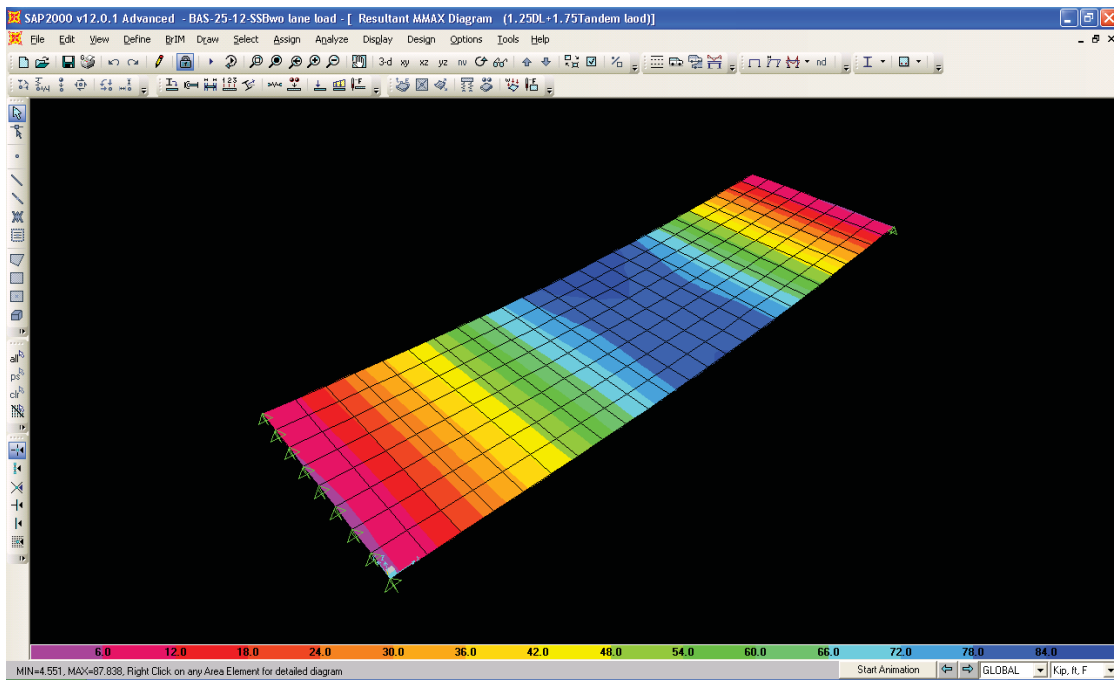 SAP2000 v12.0.1 Advanced - BAS-25-12-SSBwo lane load - [ Resultant MMAX Diagram (1.25DL+1.75Tandem laod)]
File Edit View Define BrIM Draw Select Assign Analyze Display Design Options Tools Help
3-d xy xz yz nv nd
all
ps
clr
6.0 12.0 18.0 24.0 30.0 36.0 42.0 48.0 54.0 60.0 66.0 72.0 78.0 84.0
MIN=4.551, MAX=87.838, Right Click on any Area Element for detailed diagram Start Animation GLOBAL Kip, ft, F